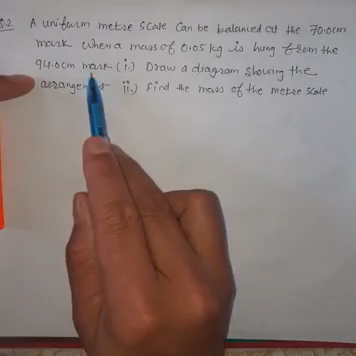 Q2. A uniform metre scale can be balanced at the 70.0cm
mark when a mass of 0.05 kg is hung from the
94.0cm mark (i.) Draw a diagram showing the
arrangement ii.) Find the mass of the metre scale